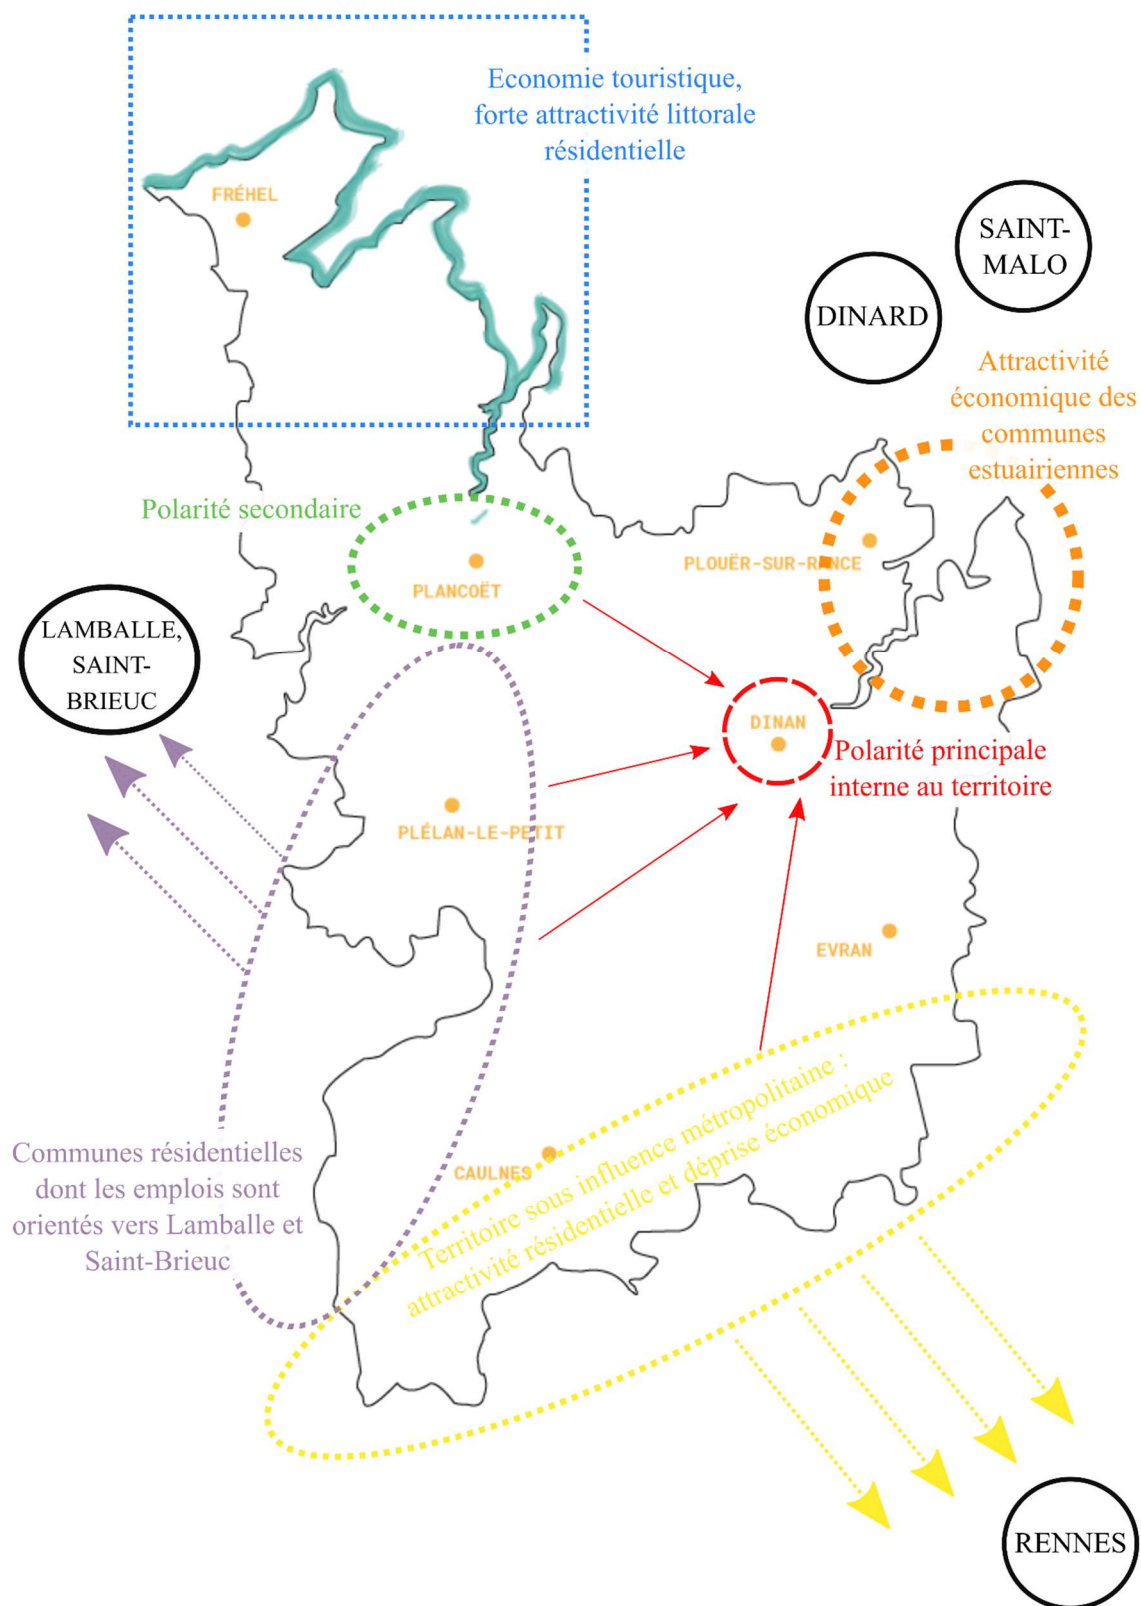 Economie touristique,
forte attractivité littorale
résidentielle
FRÉHEL
SAINT-
MALO
DINARD
Attractivité
économique des
communes
estuairiennes
Polarité secondaire
PLOUËR-SUR-RANCE
PLANCOËT
LAMBALLE,
SAINT-
BRIEUC
DINAN
Polarité principale
interne au territoire
PLÉLAN-LE-PETIT
EVRAN
Territoire sous influence métropolitaine :
attractivité résidentielle et déprise économique
CAULNES
Communes résidentielles
dont les emplois sont
orientés vers Lamballe et
Saint-Brieuc
RENNES